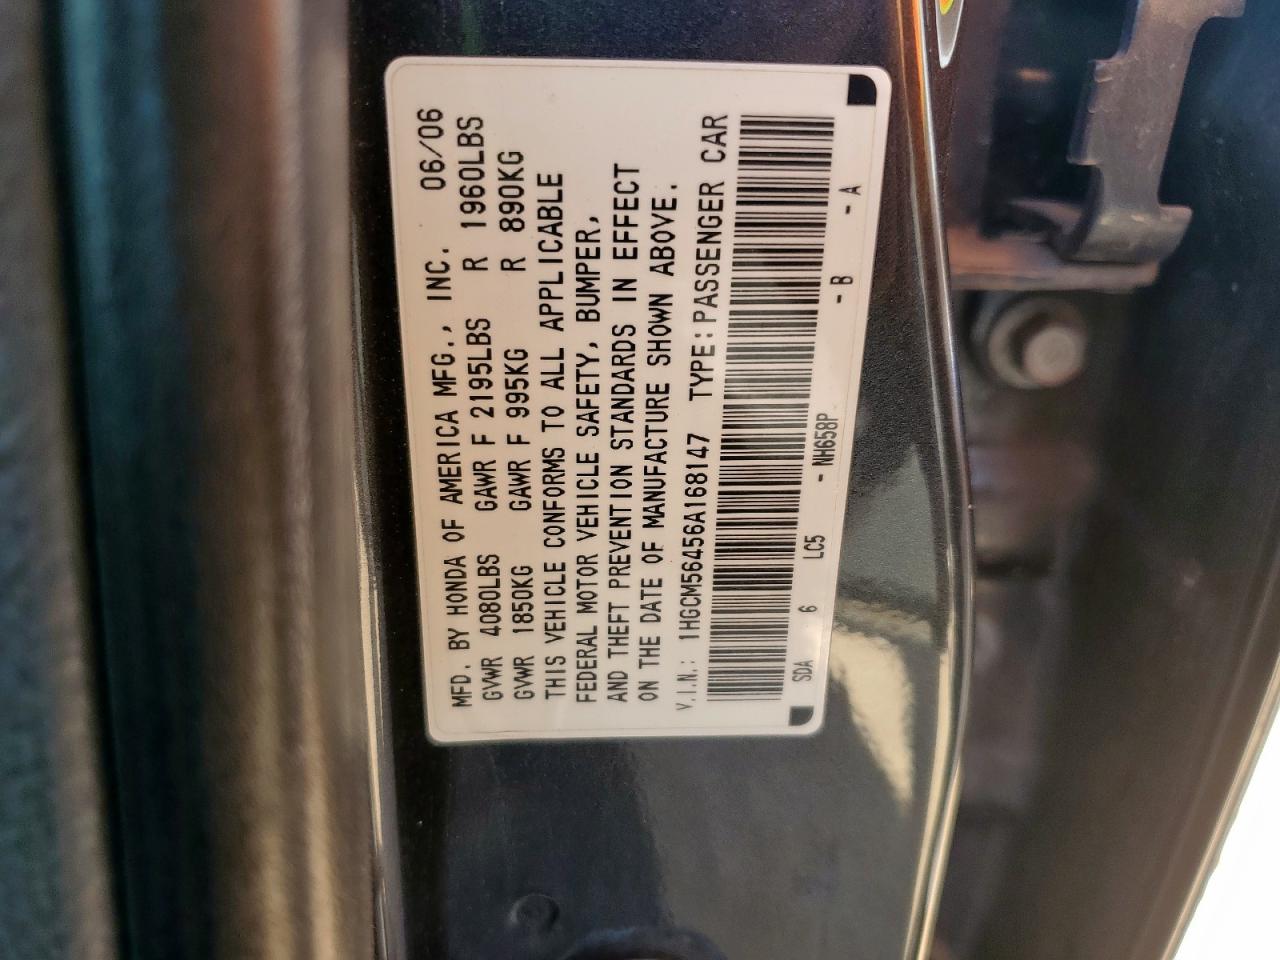 MFD. BY HONDA OF AMERICA MFG., INC. 06/06
GVWR 4080LBS GAWR F 2195LBS R 1960LBS
GVWR 1850KG GAWR F 995KG R 890KG
THIS VEHICLE CONFORMS TO ALL APPLICABLE
FEDERAL MOTOR VEHICLE SAFETY, BUMPER,
AND THEFT PREVENTION STANDARDS IN EFFECT
ON THE DATE OF MANUFACTURE SHOWN ABOVE.
V.I.N.: 1HGCM56456A168147 TYPE: PASSENGER CAR
SDA 6 LC5 - NH658P - B - A